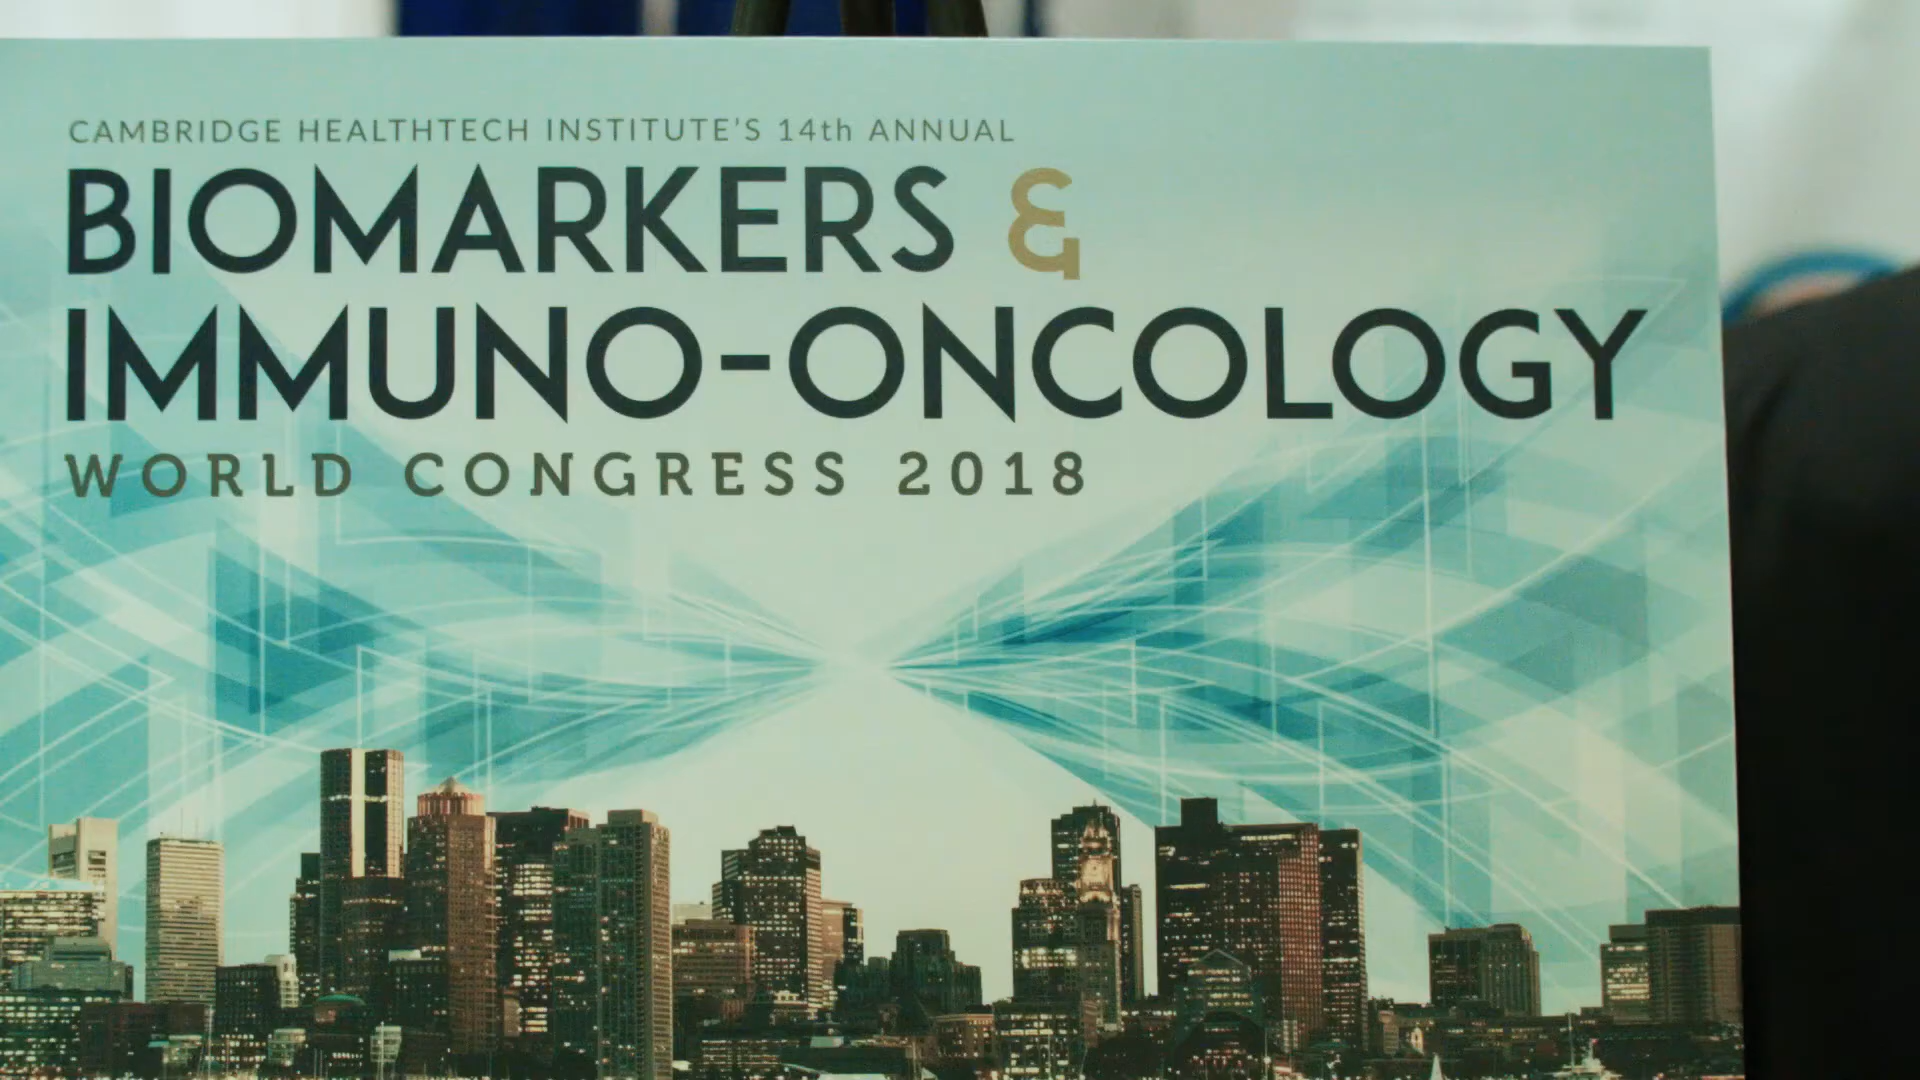 CAMBRIDGE HEALTHTECH INSTITUTE'S 14th ANNUAL
BIOMARKERS &
IMMUNO-ONCOLOGY
WORLD CONGRESS 2018